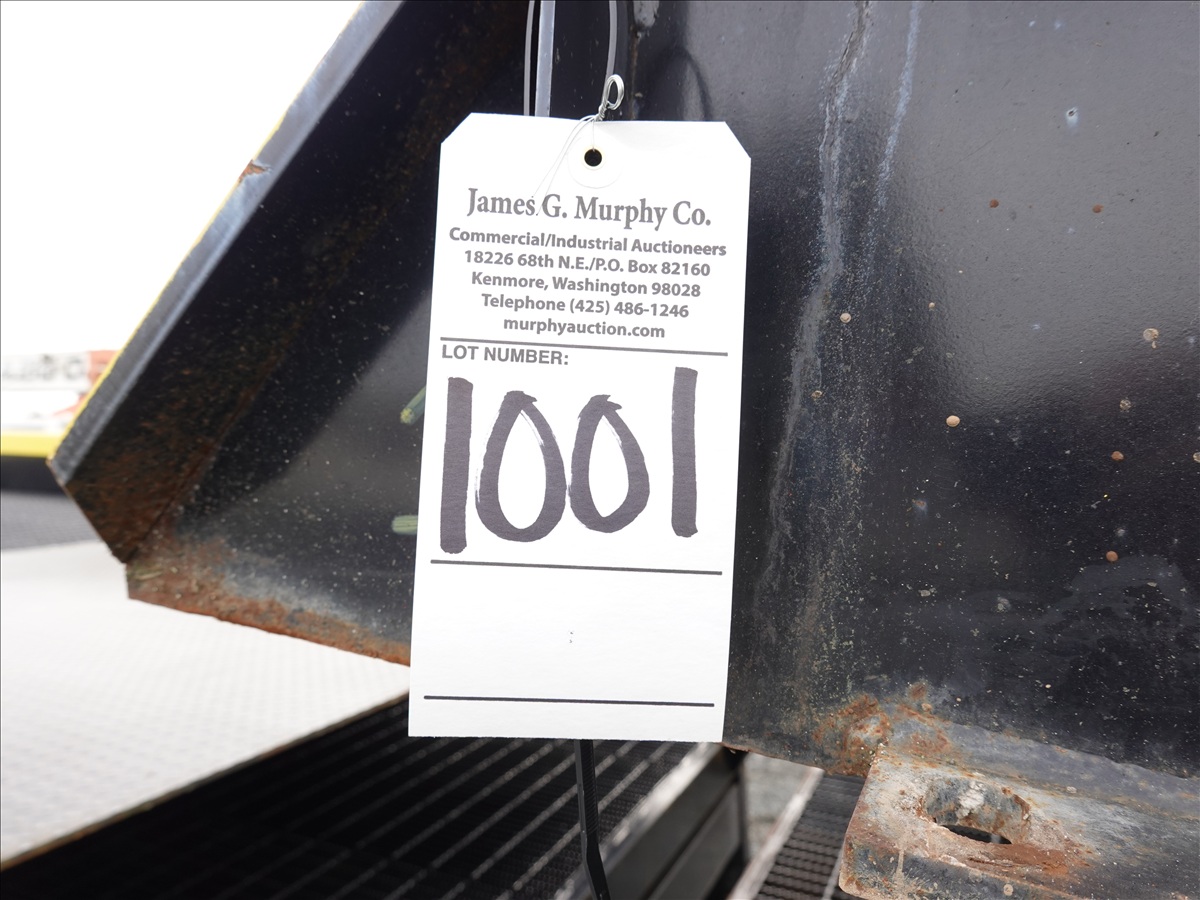 James G. Murphy Co.
Commercial/Industrial Auctioneers
18226 68th N.E./P.O. Box 82160
Kenmore, Washington 98028
Telephone (425) 486-1246
murphyauction.com
LOT NUMBER:
1001